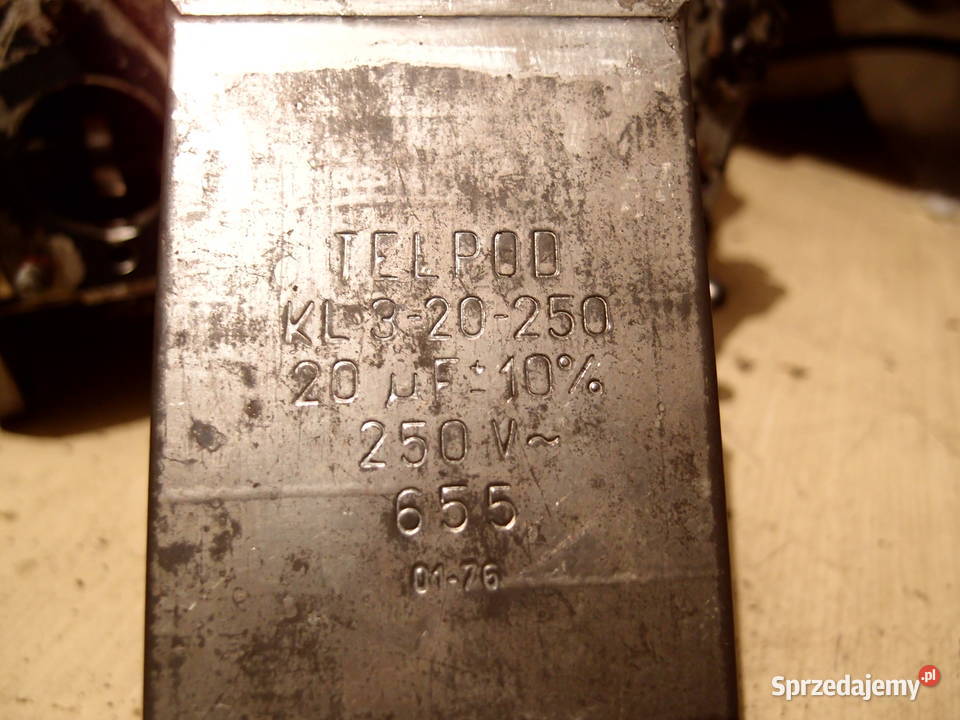 TELPOD
KL 3-20-250
20 µF ± 10%
250 V~
655
01-76
Sprzedajemy.pl